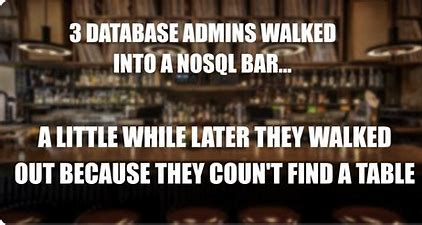 3 DATABASE ADMINS WALKED
INTO A NOSQL BAR...
A LITTLE WHILE LATER THEY WALKED
OUT BECAUSE THEY COUN'T FIND A TABLE